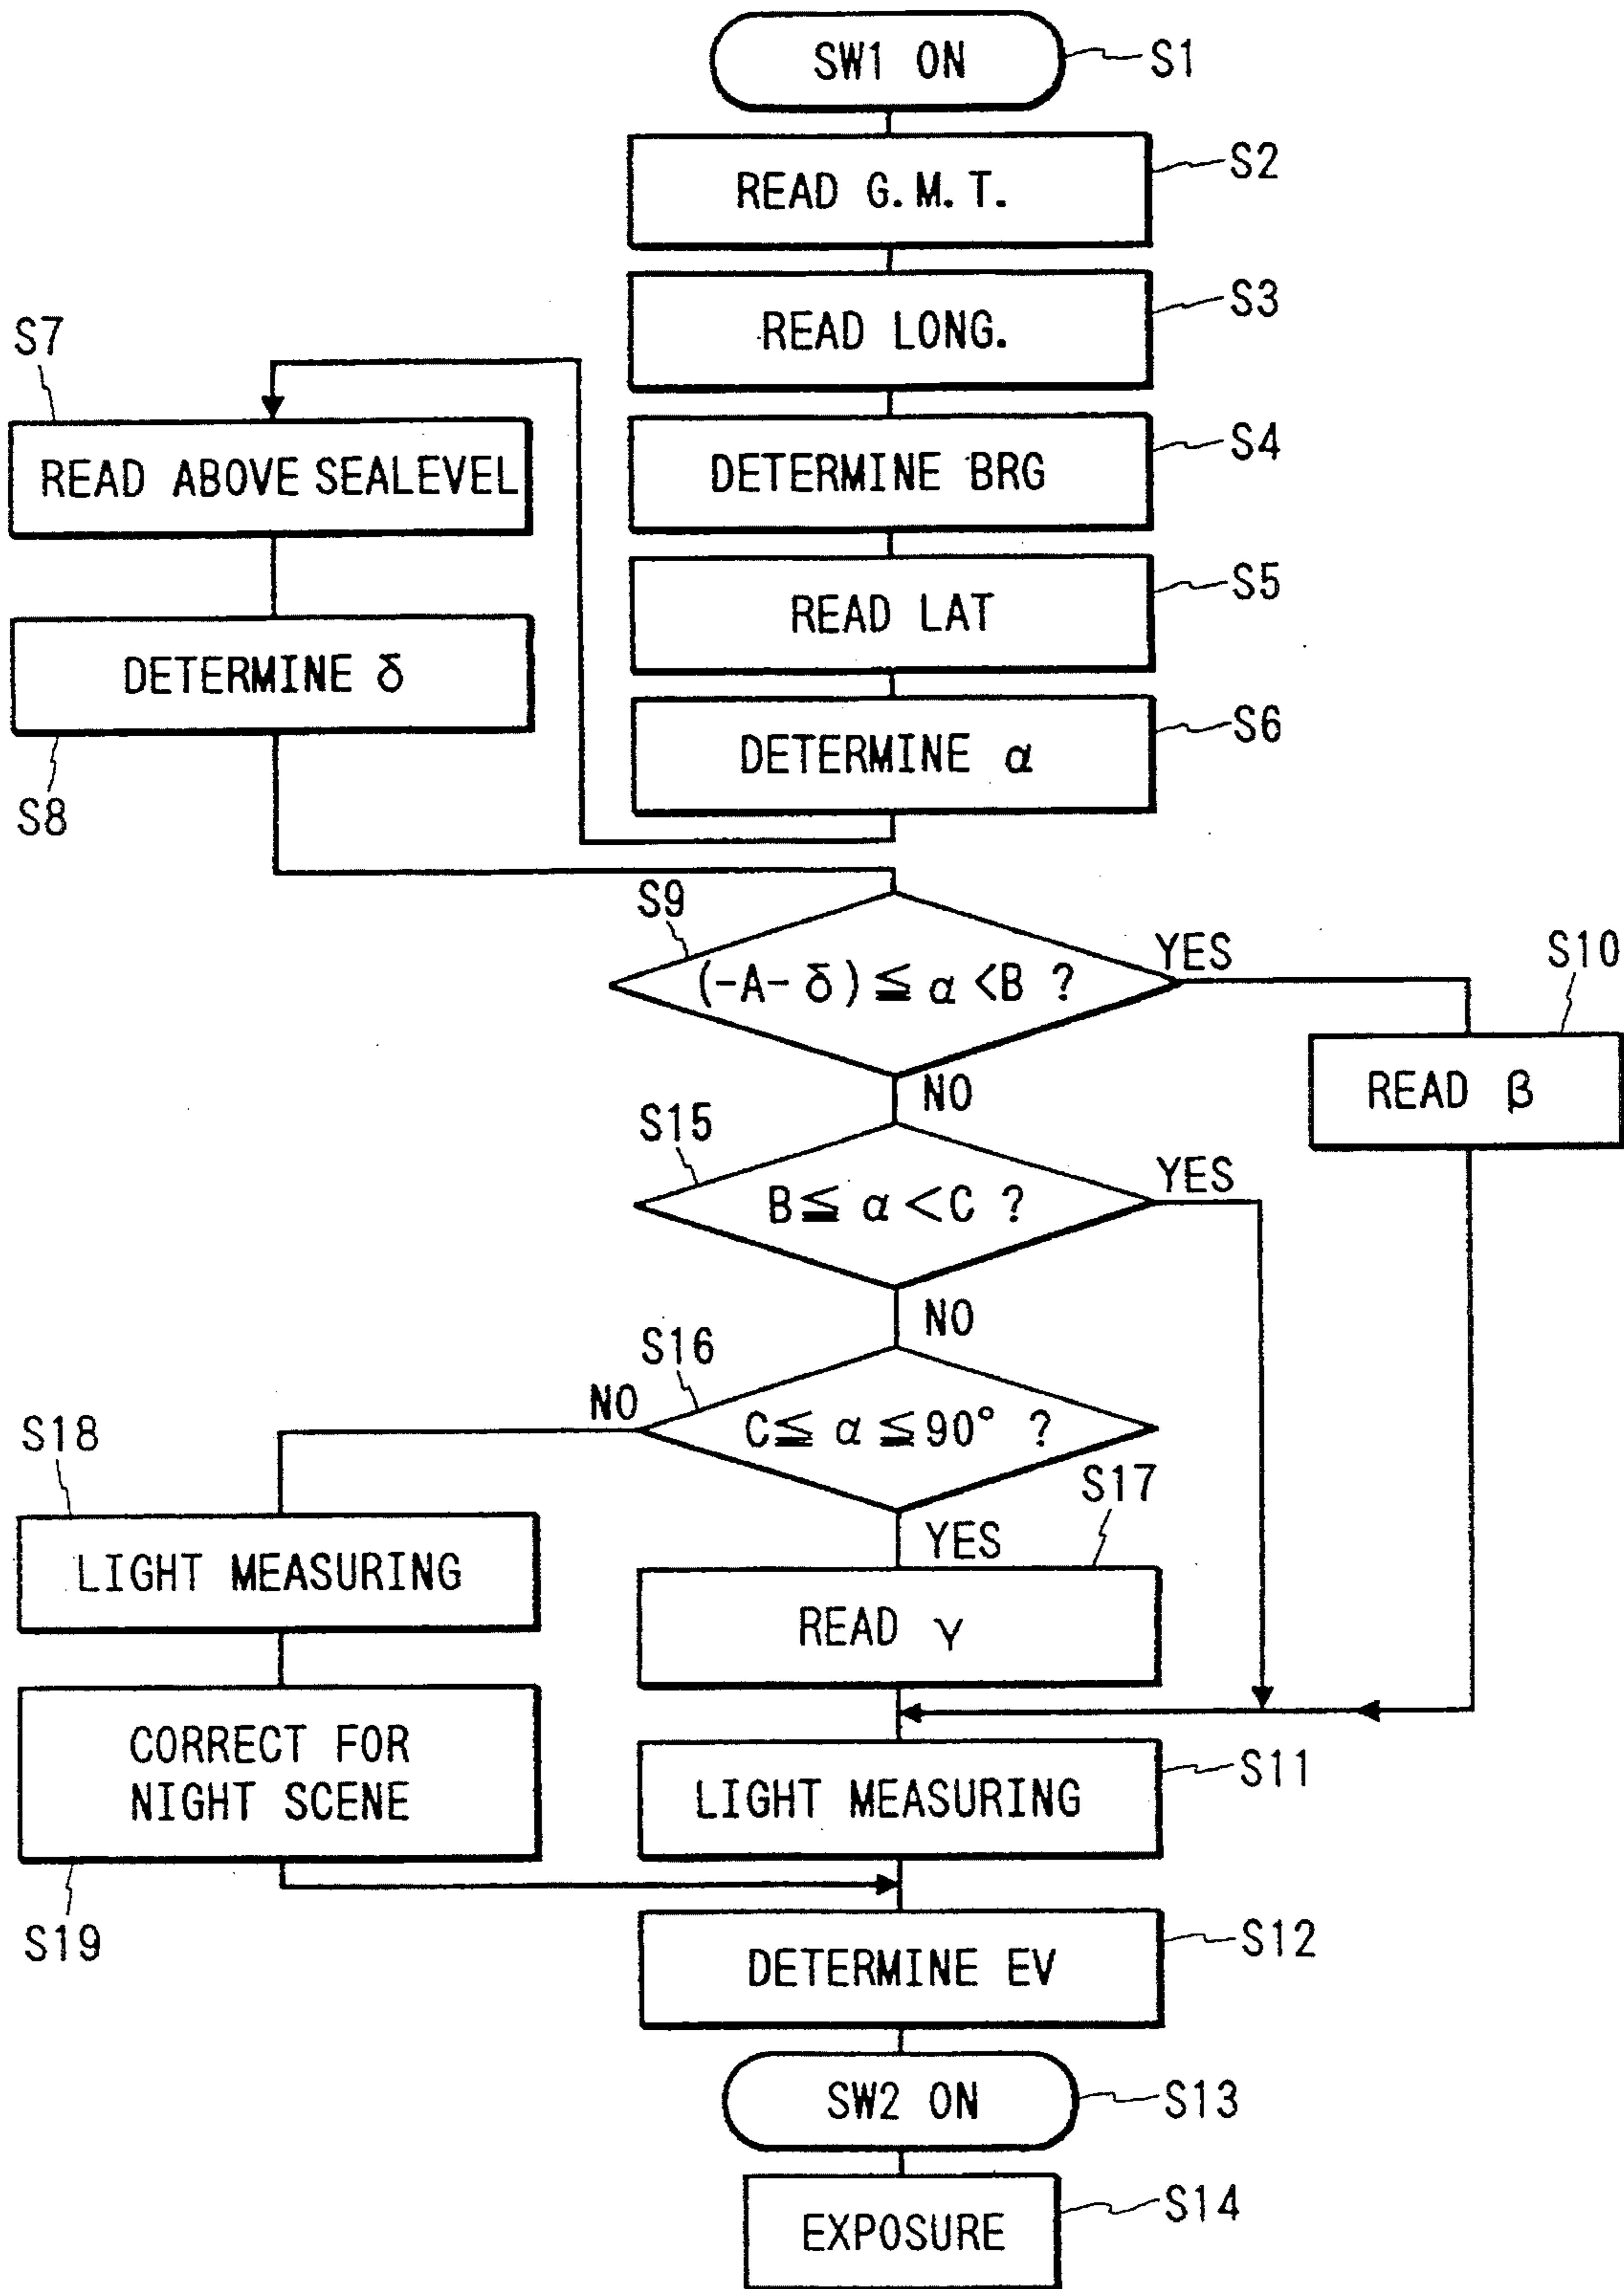 SW1 ON
S1
READ G.M.T.
S2
READ LONG.
S3
DETERMINE BRG
S4
READ LAT
S5
DETERMINE α
S6
S7
READ ABOVE SEALEVEL
DETERMINE δ
S8
S9
(-A-δ)≦α<B ?
YES
S10
READ β
NO
S15
B≦α<C ?
YES
NO
S16
C≦α≦90° ?
NO
YES
S17
READ γ
S18
LIGHT MEASURING
CORRECT FOR
NIGHT SCENE
S19
LIGHT MEASURING
S11
DETERMINE EV
S12
SW2 ON
S13
EXPOSURE
S14